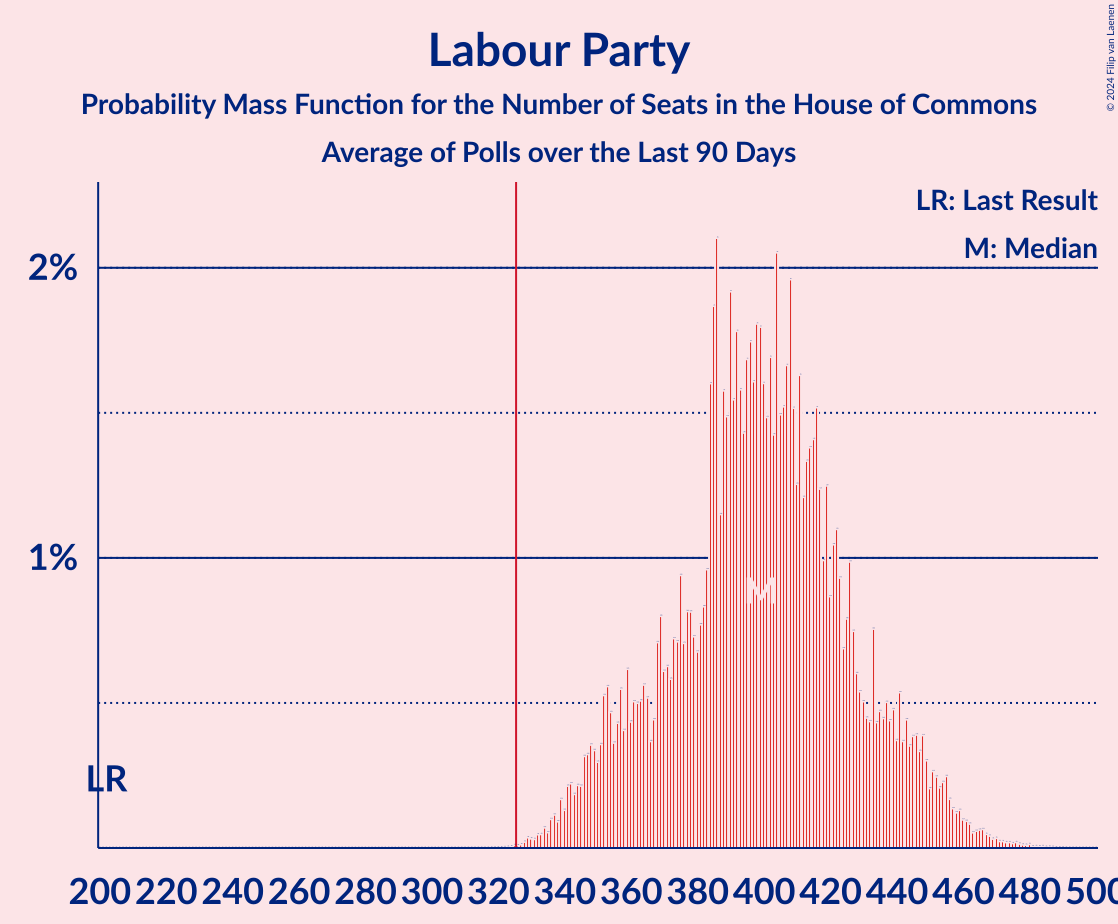 Labour Party
Probability Mass Function for the Number of Seats in the House of Commons
Average of Polls over the Last 90 Days
© 2024 Filip van Laenen
LR: Last Result
M: Median
2%
1%
LR
M
200 220 240 260 280 300 320 340 360 380 400 420 440 460 480 500